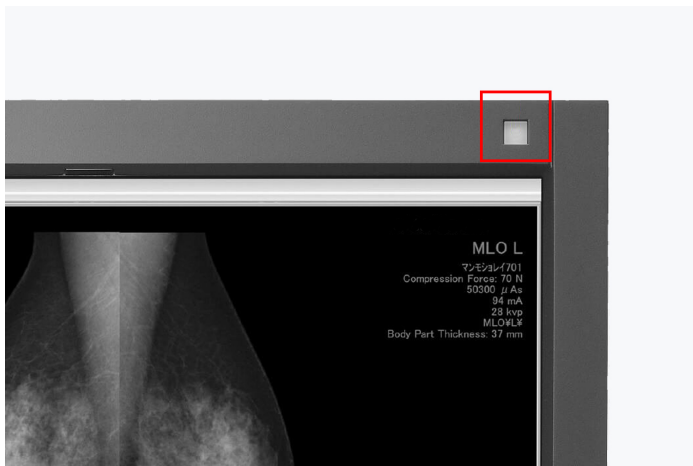 MLO L
マンモショレイ701
Compression Force: 70 N
50300 μ As
94 mA
28 kvp
MLO¥L¥
Body Part Thickness: 37 mm